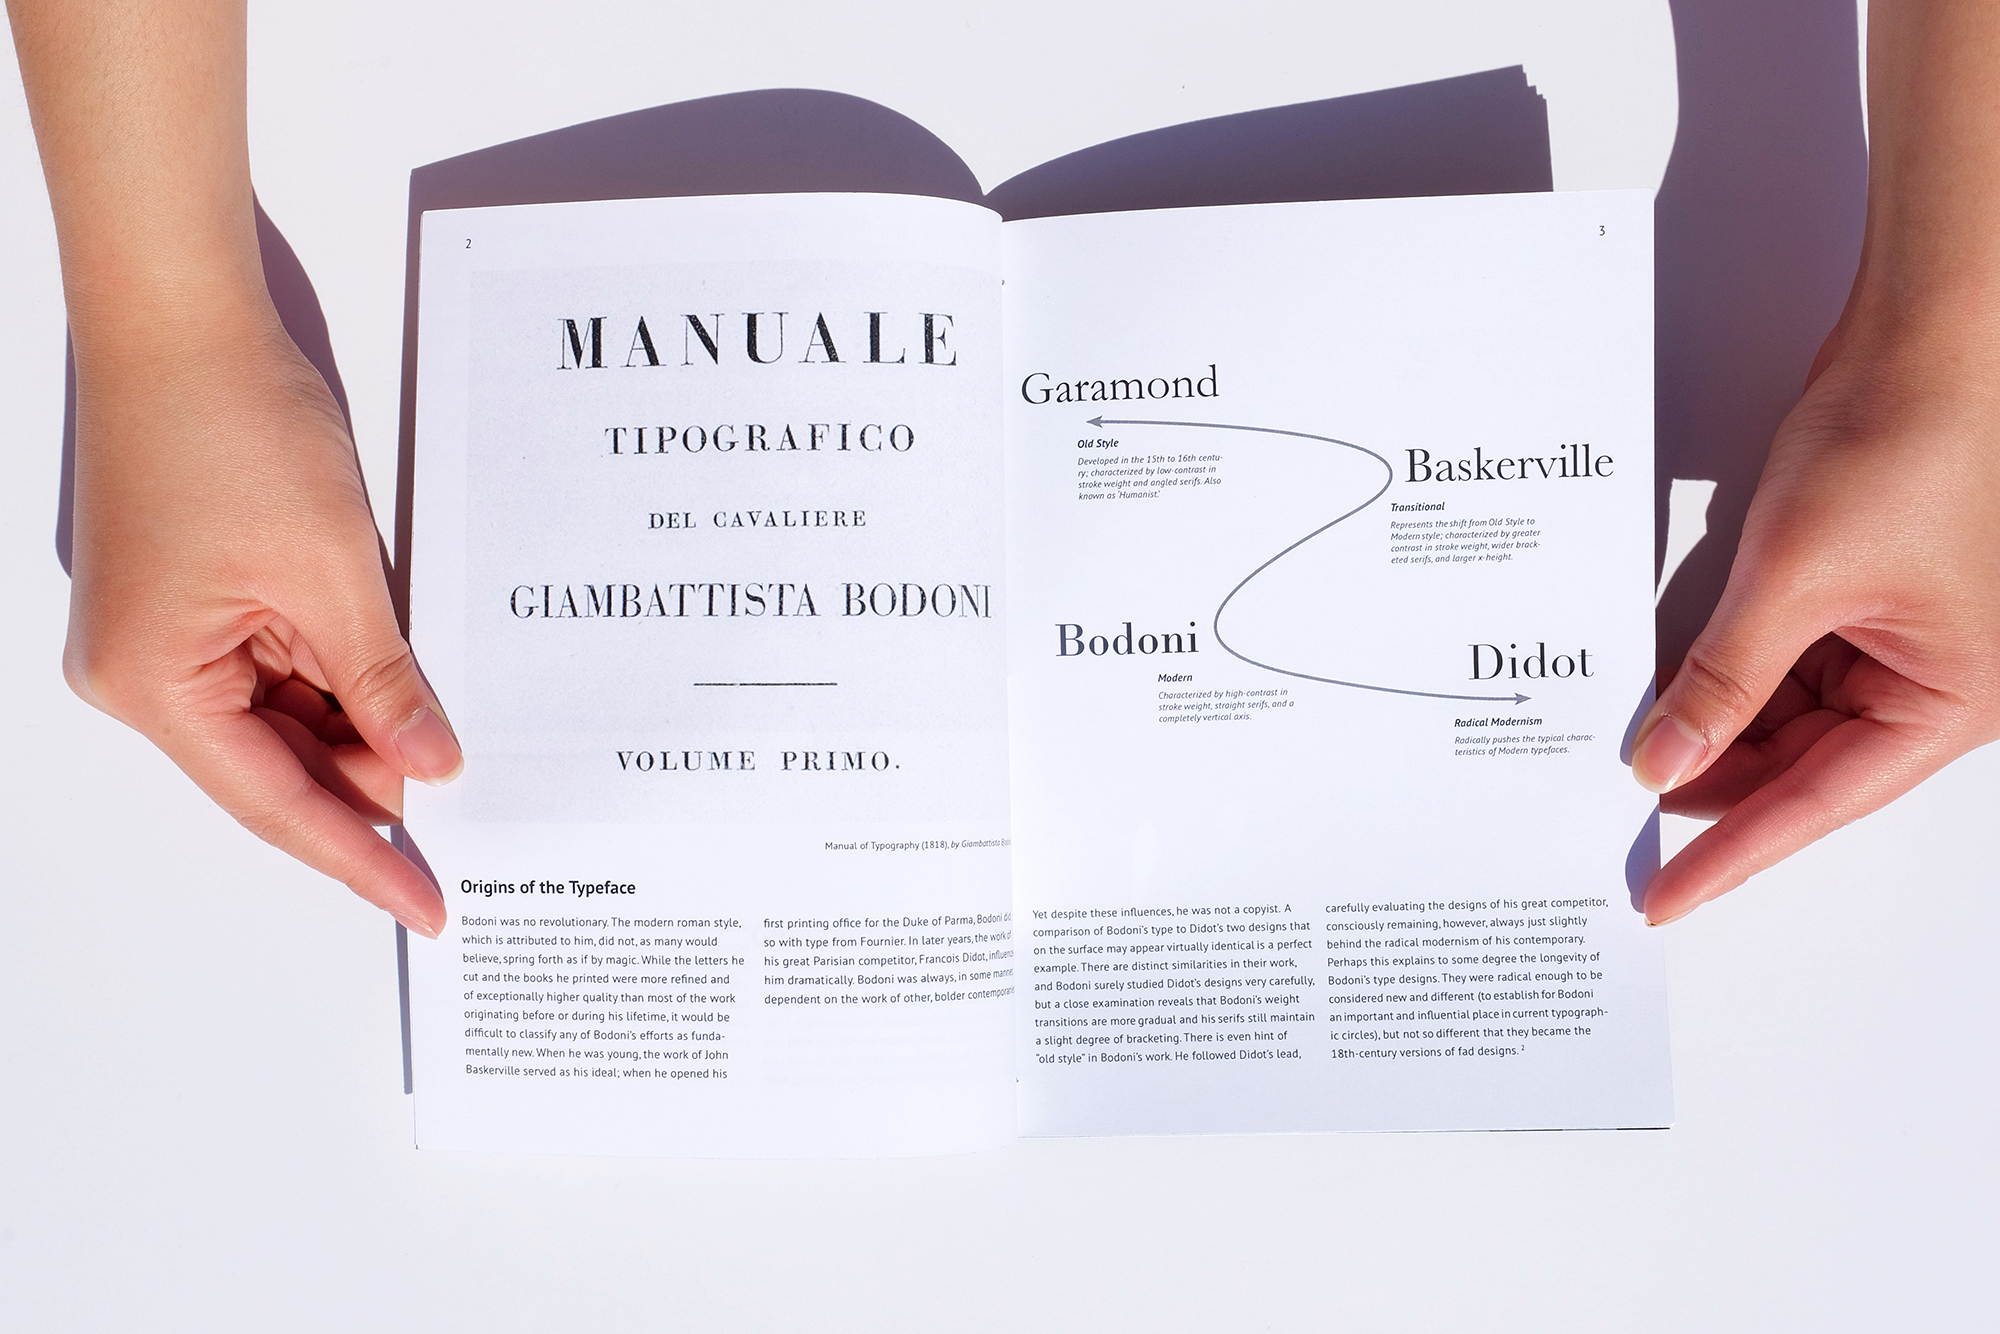 2
MANUALE
TIPOGRAFICO
DEL CAVALIERE
GIAMBATTISTA BODONI
VOLUME PRIMO.
Manual of Typography (1818), by Giambattista
Origins of the Typeface
Bodoni was no revolutionary. The modern roman style,
which is attributed to him, did not, as many would
believe, spring forth as if by magic. While the letters he
cut and the books he printed were more refined and
of exceptionally higher quality than most of the work
originating before or during his lifetime, it would be
difficult to classify any of Bodoni's efforts as funda-
mentally new. When he was young, the work of John
Baskerville served as his ideal; when he opened his
first printing office for the Duke of Parma, Bodoni
so with type from Fournier. In later years, the work
his great Parisian competitor, Francois Didot,
him dramatically. Bodoni was always, in some
dependent on the work of other, bolder
3
Garamond
Old Style
Developed in the 15th to 16th centu-
ry; characterized by low-contrast in
stroke weight and angled serifs. Also
known as 'Humanist.'
Baskerville
Transitional
Represents the shift from Old Style to
Modern style; characterized by greater
contrast in stroke weight, wider brack-
eted serifs, and larger x-height.
Bodoni
Modern
Characterized by high-contrast in
stroke weight, straight serifs, and a
completely vertical axis.
Didot
Radical Modernism
Radically pushes the typical charac-
teristics of Modern typefaces.
Yet despite these influences, he was not a copyist. A
comparison of Bodoni's type to Didot's two designs that
on the surface may appear virtually identical is a perfect
example. There are distinct similarities in their work,
and Bodoni surely studied Didot's designs very carefully,
but a close examination reveals that Bodoni's weight
transitions are more gradual and his serifs still maintain
a slight degree of bracketing. There is even hint of
"old style" in Bodoni's work. He followed Didot's lead,
carefully evaluating the designs of his great competitor,
consciously remaining, however, always just slightly
behind the radical modernism of his contemporary.
Perhaps this explains to some degree the longevity of
Bodoni's type designs. They were radical enough to be
considered new and different (to establish for Bodoni
an important and influential place in current typograph-
ic circles), but not so different that they became the
18th-century versions of fad designs. 2